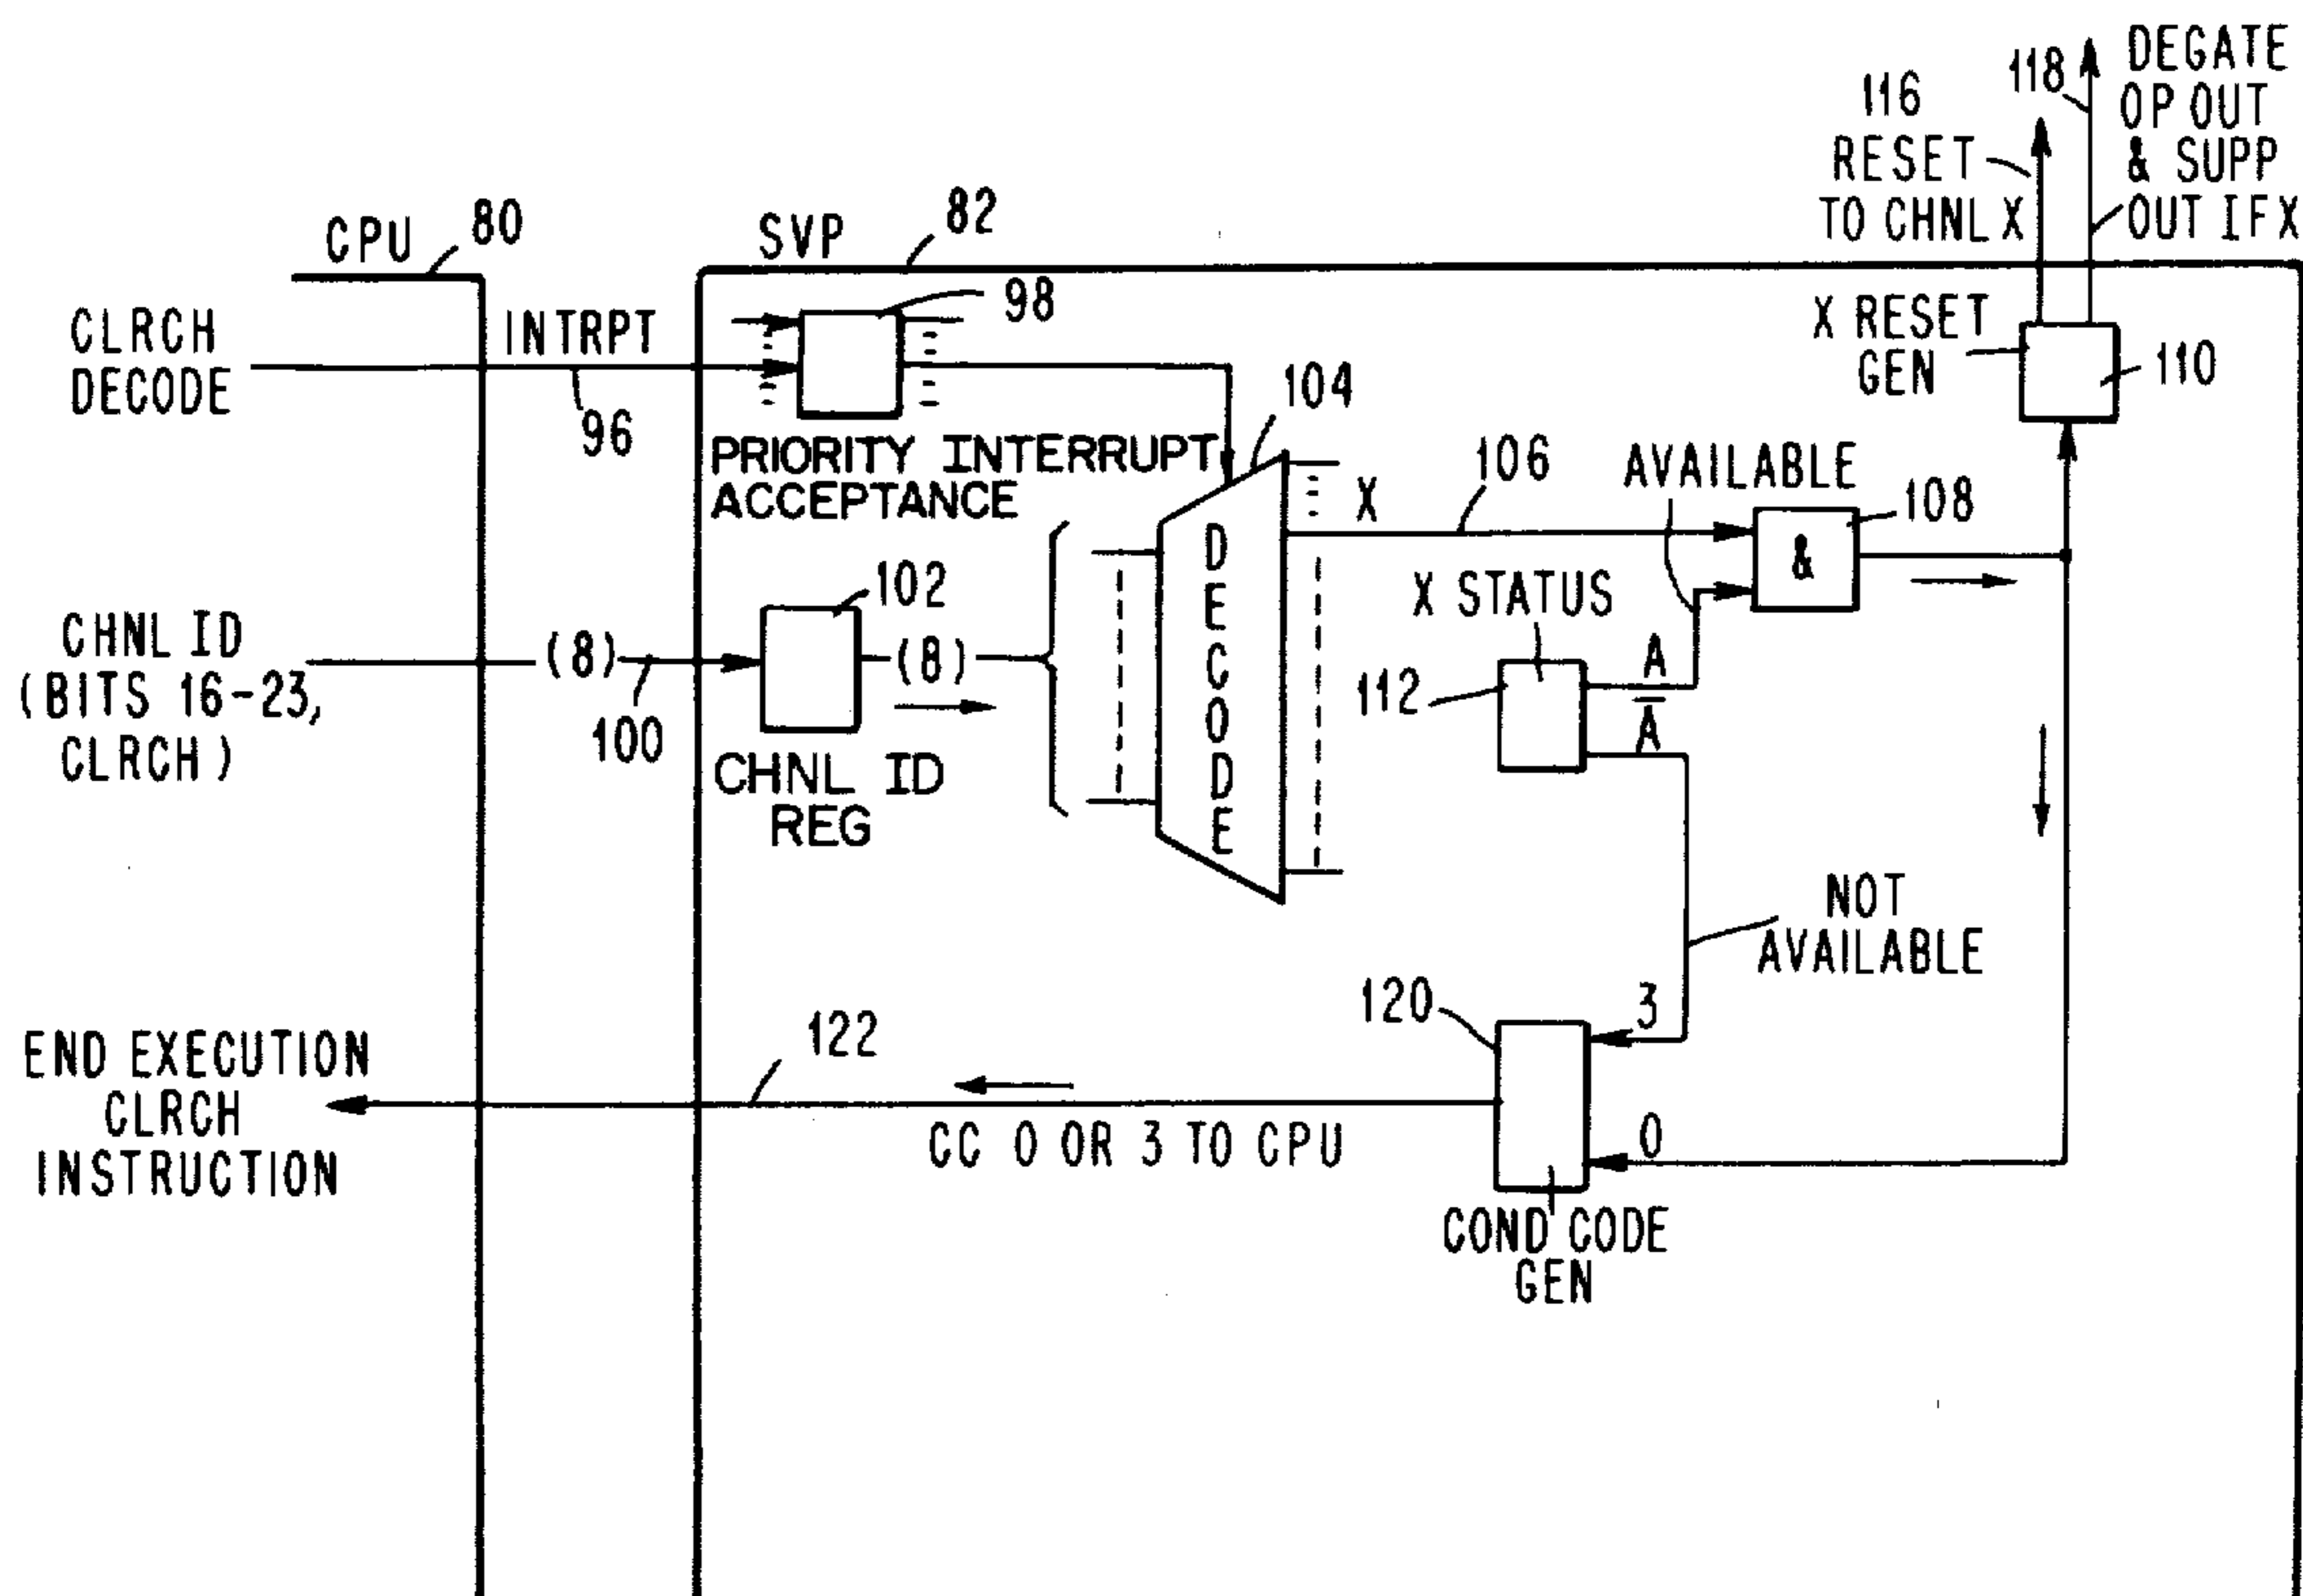 118
DEGATE
OP OUT
& SUPP
OUT IF X
116
RESET
TO CHNL X
CPU
80
SVP
82
98
X RESET
GEN
110
CLRCH
DECODE
INTRPT
96
PRIORITY INTERRUPT
ACCEPTANCE
104
X
106
AVAILABLE
&
108
CHNL ID
(BITS 16-23,
CLRCH)
(8)
100
102
(8)
CHNL ID
REG
DECODE
X STATUS
112
A
A̅
NOT
AVAILABLE
120
3
0
COND CODE
GEN
122
CC 0 OR 3 TO CPU
END EXECUTION
CLRCH
INSTRUCTION